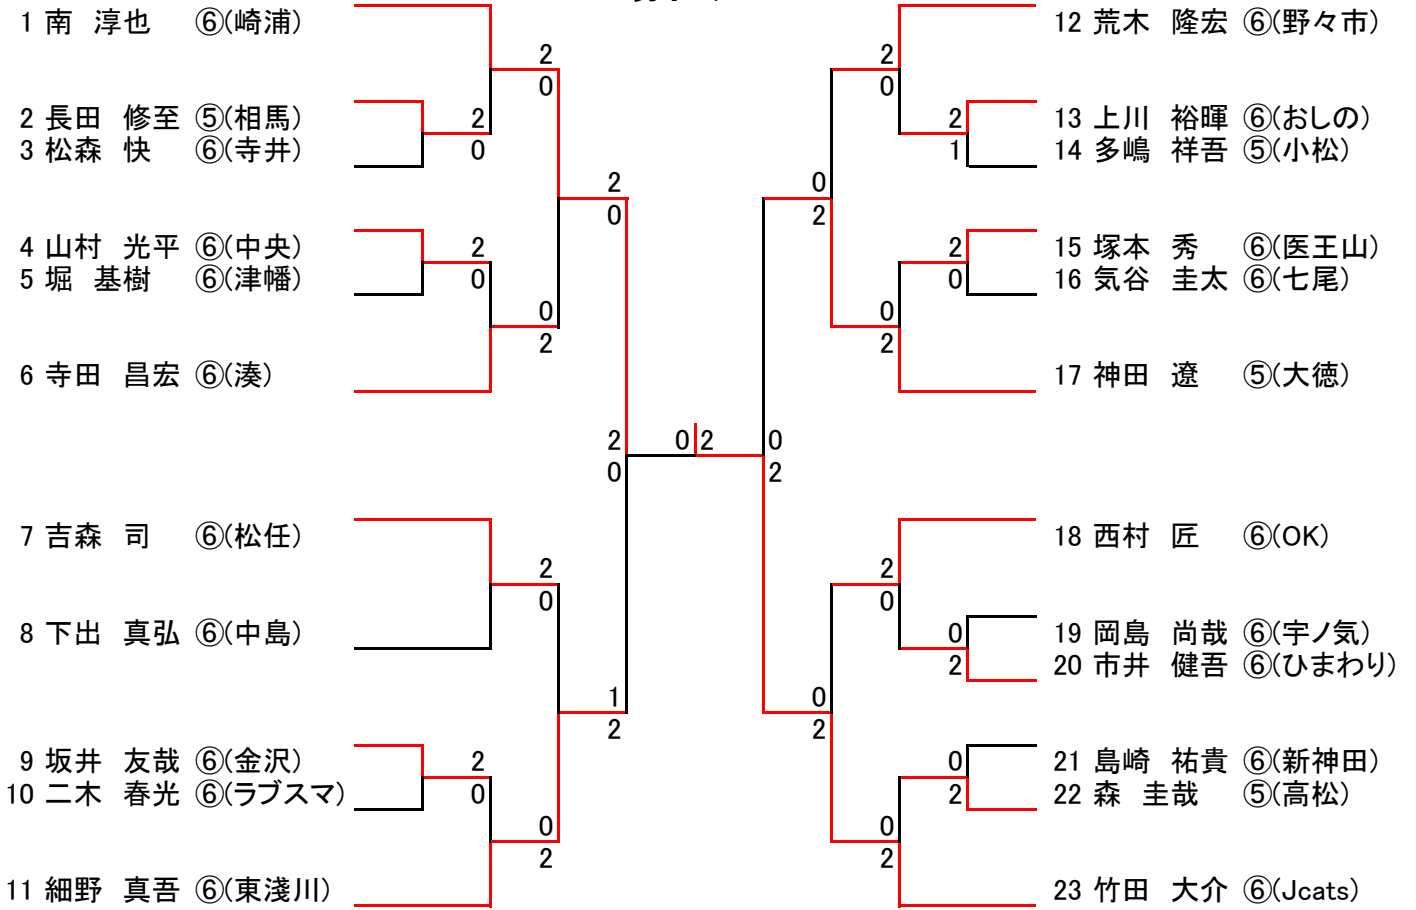 1 南 淳也 ⑥(崎浦)
2 長田 修至 ⑤(相馬)
3 松森 快 ⑥(寺井)
4 山村 光平 ⑥(中央)
5 堀 基樹 ⑥(津幡)
6 寺田 昌宏 ⑥(湊)
7 吉森 司 ⑥(松任)
8 下出 真弘 ⑥(中島)
9 坂井 友哉 ⑥(金沢)
10 二木 春光 ⑥(ラブスマ)
11 細野 真吾 ⑥(東淺川)
2
0
2
0
2
0
0
2
2
0
2
0
2
0
0
2
1
2
2
0
0 2
0
2
0
2
0
2
2
0
0
2
2
0
0
2
2
1
2
0
0
2
0
2
12 荒木 隆宏 ⑥(野々市)
13 上川 裕暉 ⑥(おしの)
14 多嶋 祥吾 ⑤(小松)
15 塚本 秀 ⑥(医王山)
16 気谷 圭太 ⑥(七尾)
17 神田 遼 ⑤(大徳)
18 西村 匠 ⑥(OK)
19 岡島 尚哉 ⑥(宇ノ気)
20 市井 健吾 ⑥(ひまわり)
21 島崎 祐貴 ⑥(新神田)
22 森 圭哉 ⑤(高松)
23 竹田 大介 ⑥(Jcats)